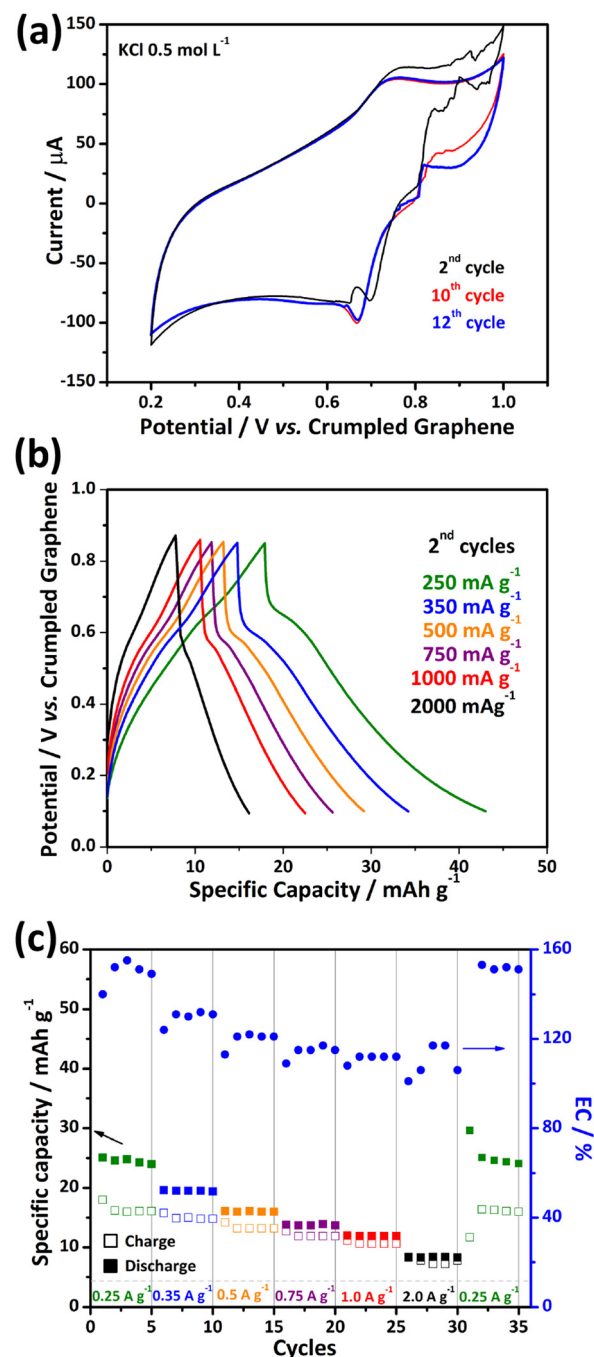 (a)
KCl 0.5 mol L⁻¹
150
100
50
0
-50
-100
-150
Current / µA
2ⁿᵈ cycle
10ᵗʰ cycle
12ᵗʰ cycle
0.2 0.4 0.6 0.8 1.0
Potential / V vs. Crumpled Graphene
(b)
1.0
0.8
0.6
0.4
0.2
0.0
Potential / V vs. Crumpled Graphene
2ⁿᵈ cycles
250 mA g⁻¹
350 mA g⁻¹
500 mA g⁻¹
750 mA g⁻¹
1000 mA g⁻¹
2000 mAg⁻¹
0 10 20 30 40 50
Specific Capacity / mAh g⁻¹
(c)
60
50
40
30
20
10
0
Specific capacity / mAh g⁻¹
160
120
80
40
0
EC / %
Charge
Discharge
0.25 A g⁻¹ 0.35 A g⁻¹ 0.5 A g⁻¹ 0.75 A g⁻¹ 1.0 A g⁻¹ 2.0 A g⁻¹ 0.25 A g⁻¹
0 5 10 15 20 25 30 35
Cycles